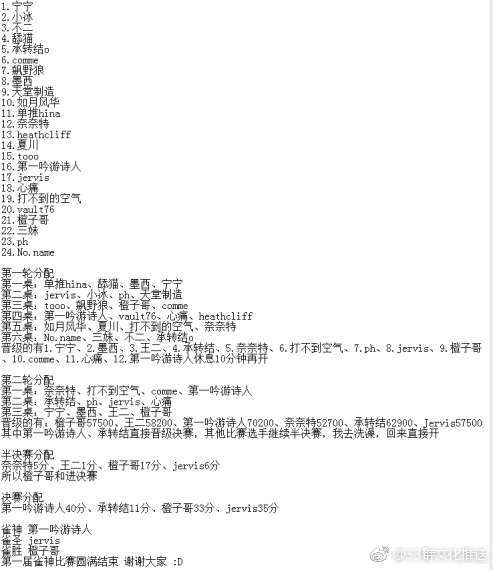 1.宁宁
2.小冰
3.不二
4.舔猫
5.承转结o
6.comme
7.飙野狼
8.墨西
9.天堂制造
10.如月风华
11.单推hina
12.奈奈特
13.heathcliff
14.夏川
15.tooo
16.第一吟游诗人
17.jervis
18.心痛
19.打不到的空气
20.vault76
21.橙子哥
22.三妹
23.ph
24.No.name
第一轮分配
第一桌：单推hina、舔猫、墨西、宁宁
第二桌：jervis、小冰、ph、天堂制造
第三桌：tooo、飙野狼、橙子哥、comme
第四桌：第一吟游诗人、vault76、心痛、heathcliff
第五桌：如月风华、夏川、打不到的空气、奈奈特
第六桌：No.name、三妹、不二、承转结o
晋级的有1.宁宁、2.墨西、3.王二、4.承转结、5.奈奈特、6.打不到空气、7.ph、8.jervis、9.橙子哥
、10.comme、11.心痛、12.第一吟游诗人休息10分钟再开
第二轮分配
第一桌：奈奈特、打不到空气、comme、第一吟游诗人
第二桌：承转结、ph、jervis、心痛
第三桌：宁宁、墨西、王二、橙子哥
晋级的有：橙子哥57500、王二58200、第一吟游诗人70200、奈奈特52700、承转结62900、Jervis57500
其中第一吟游诗人、承转结直接晋级决赛，其他比赛选手继续半决赛，我去洗澡，回来直接开
半决赛分配
奈奈特5分、王二1分、橙子哥17分、jervis6分
所以橙子哥和进决赛
决赛分配
第一吟游诗人40分、承转结11分、橙子哥33分、jervis35分
雀神 第一吟游诗人
雀圣 jervis
雀胜 橙子哥
第一届雀神比赛圆满结束 谢谢大家 :D
@33群文化推送